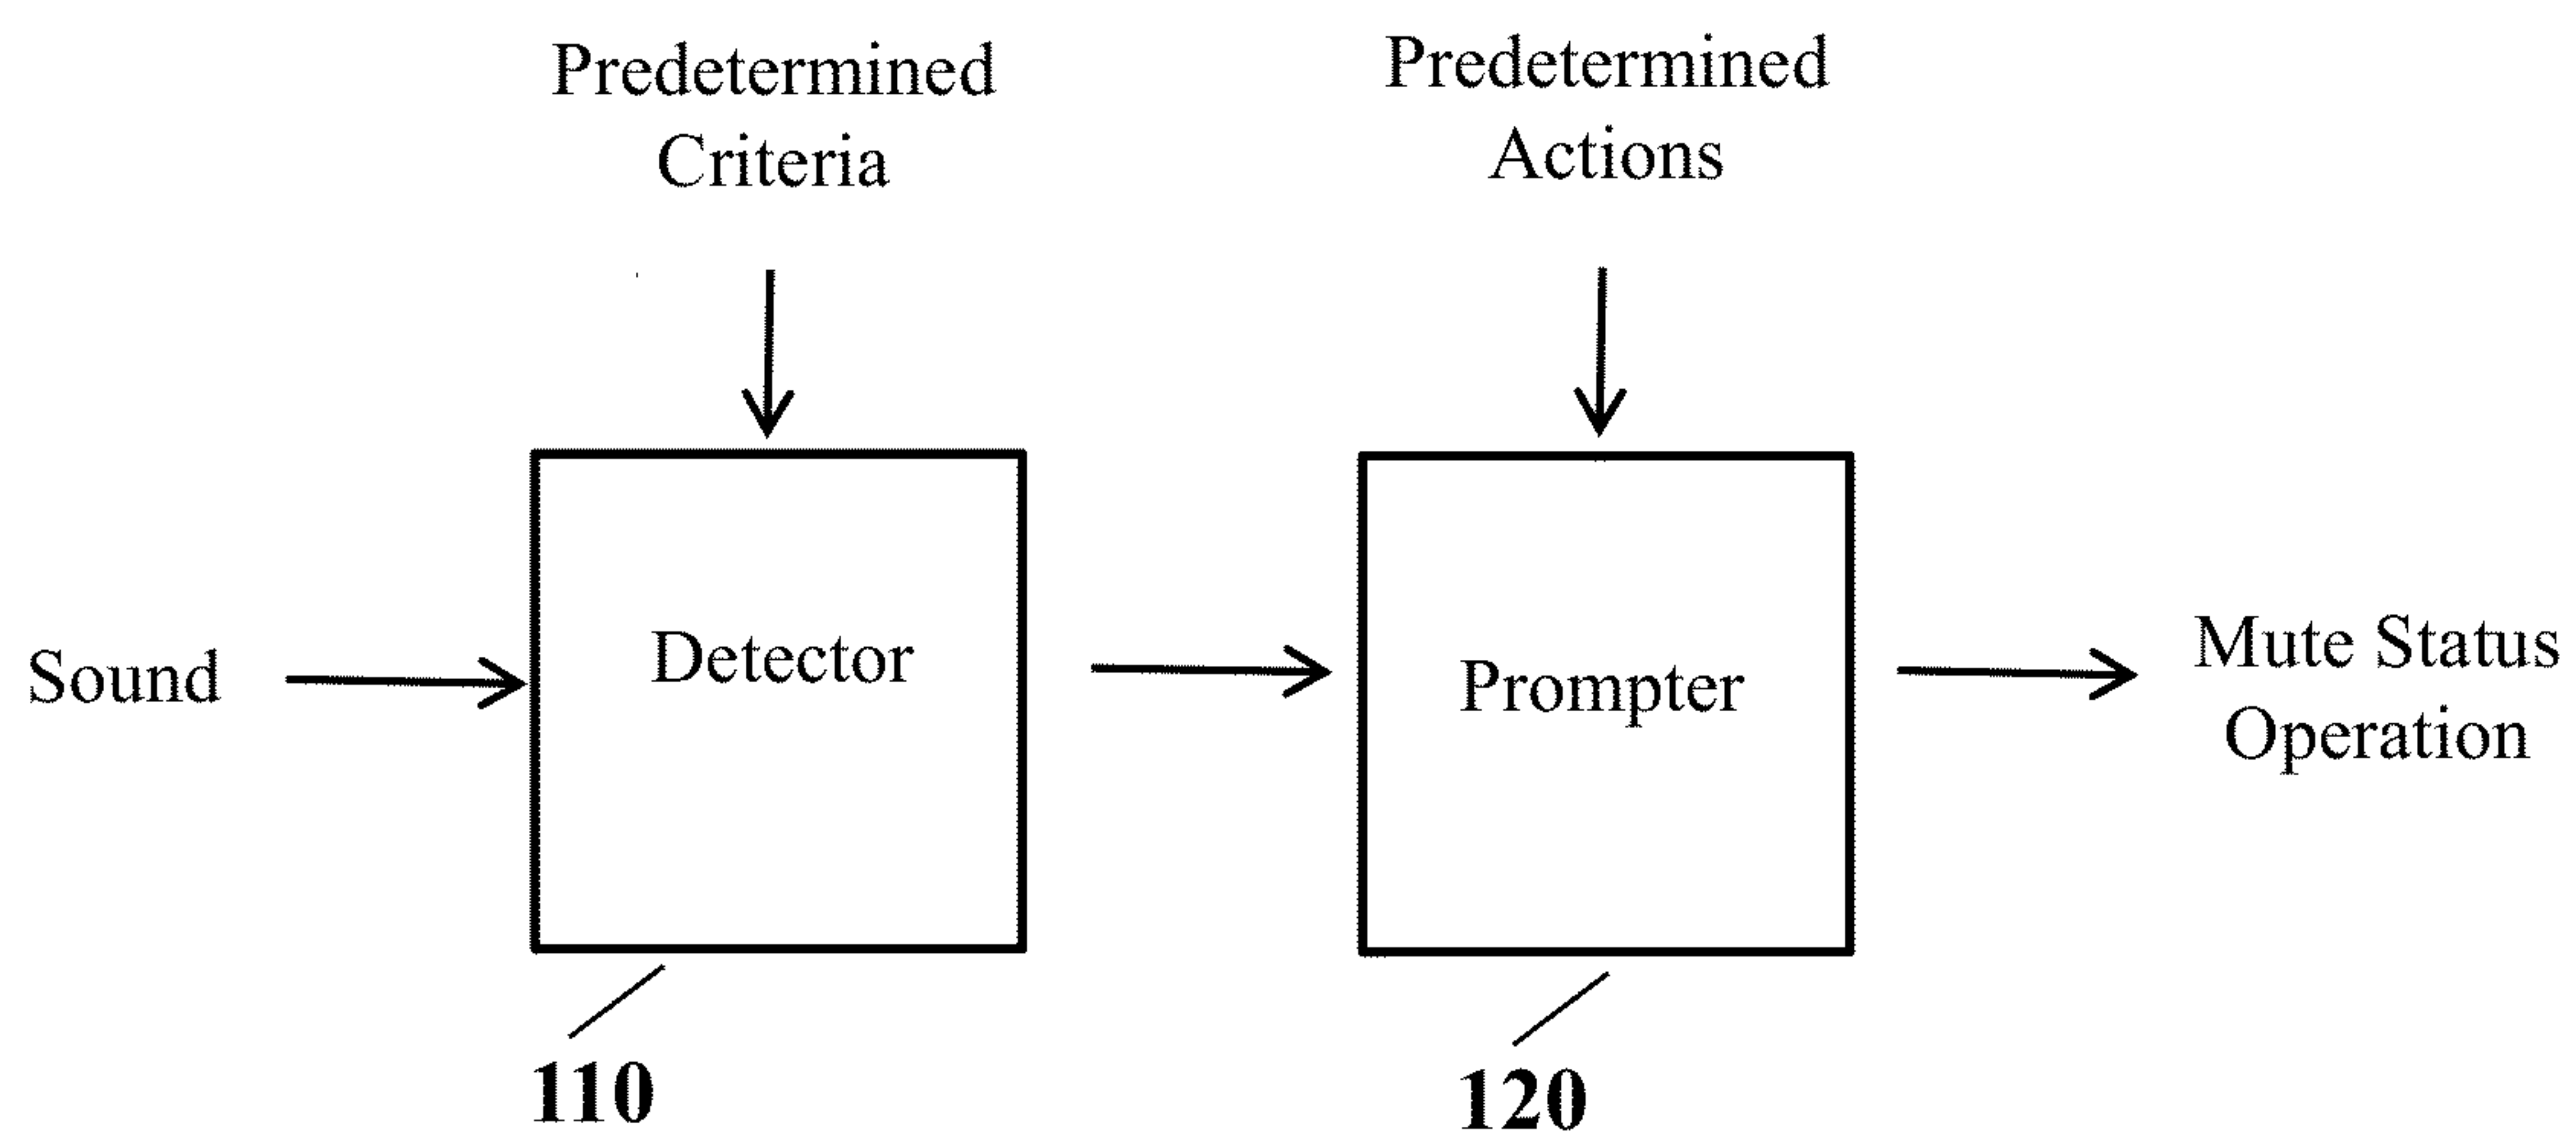 Predetermined
Criteria
Predetermined
Actions
Sound
Detector
Prompter
Mute Status
Operation
110
120